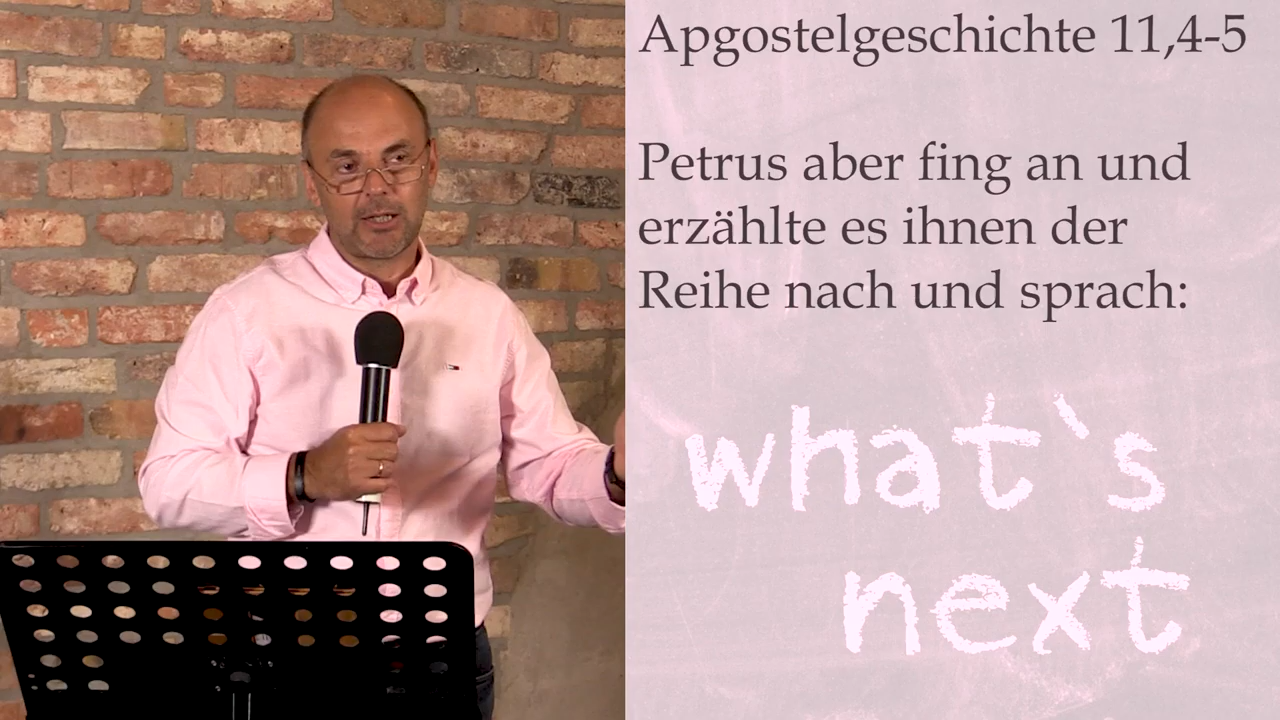 Apgostelgeschichte 11,4-5
Petrus aber fing an und
erzählte es ihnen der
Reihe nach und sprach:
what`s
next